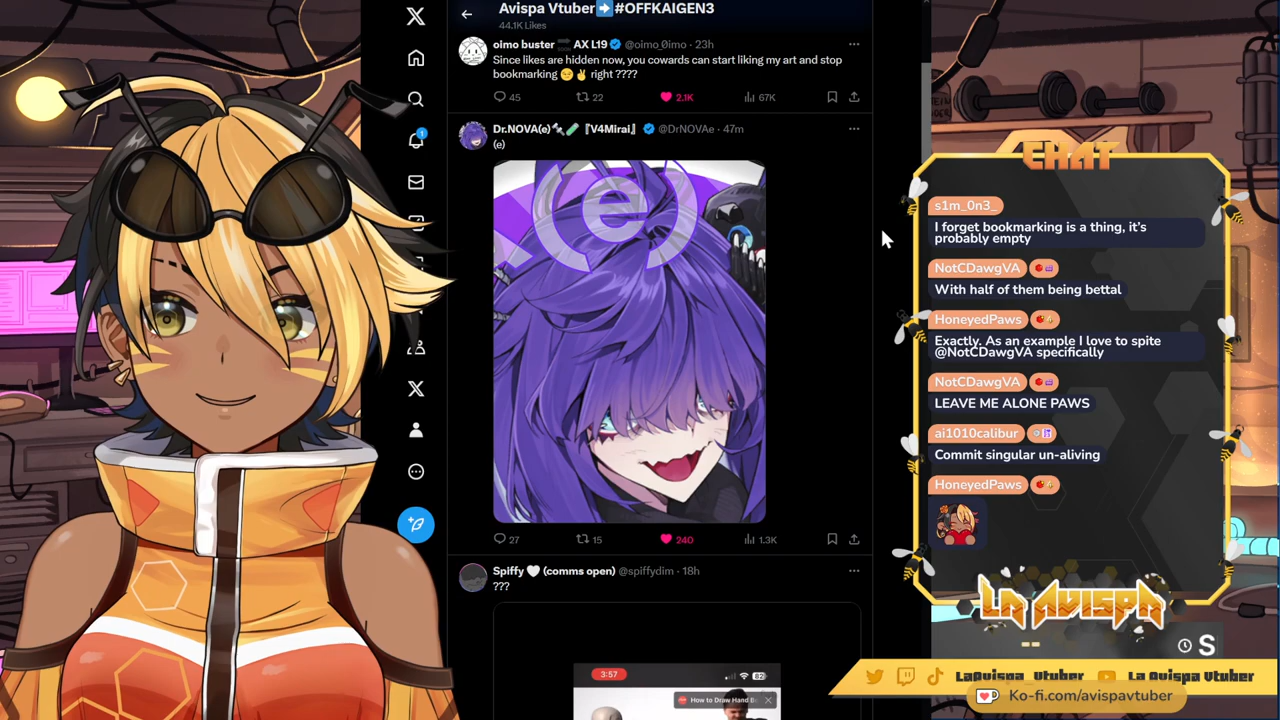 Avispa Vtuber➡️#OFFKAIGEN3
44.1K Likes
oimo buster 🔜 AX L19 @oimo_0imo · 23h
Since likes are hidden now, you cowards can start liking my art and stop
bookmarking 🥺✌️ right ????
45 22 2.1K 67K
Dr.NOVA(e) 『V4Mirai』 @DrNOVAe · 47m
(e)
(e)
27 15 240 1.3K
Spiffy 🤍 (comms open) @spiffydim · 18h
???
3:57
82
How to Draw Hand B
1
CHAT
s1m_0n3_
I forget bookmarking is a thing, it's
probably empty
NotCDawgVA
With half of them being bettal
HoneyedPaws
Exactly. As an example I love to spite
@NotCDawgVA specifically
NotCDawgVA
LEAVE ME ALONE PAWS
ai1010calibur
Commit singular un-aliving
HoneyedPaws
LA AVISPA
-- S
LaAvispa_Vtuber La Avispa Vtuber
Ko-fi.com/avispavtuber